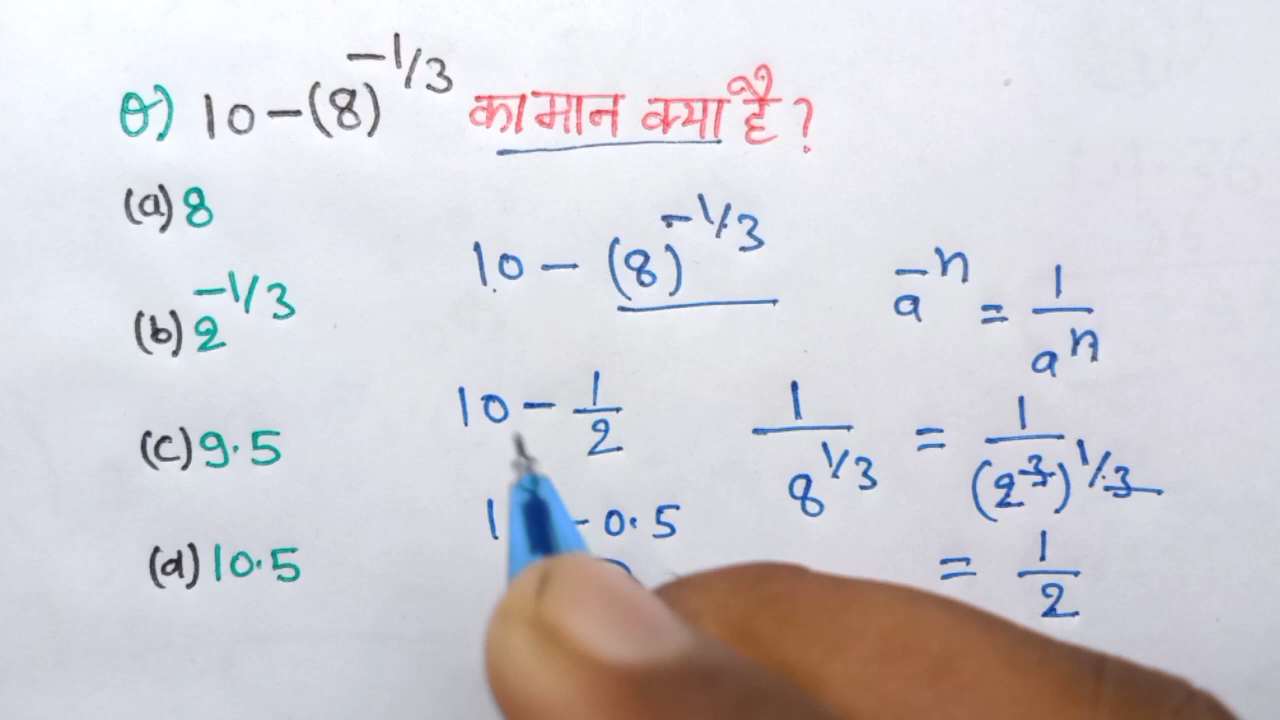 Q) 10-(8)^-1/3 का मान क्या है ?
(a) 8
(b) 2^-1/3
(c) 9.5
(d) 10.5
10 - (8)^-1/3
10 - 1/2
1 - 0.5
a^-n = 1/a^n
1/8^1/3 = 1/(2^3)^1/3
= 1/2